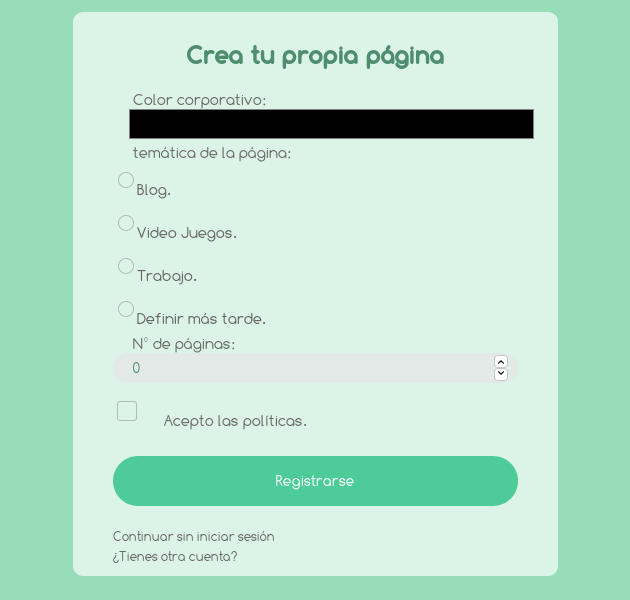 Crea tu propia página
Color corporativo:
temática de la página:
Blog.
Video Juegos.
Trabajo.
Definir más tarde.
N° de páginas:
0
Acepto las políticas.
Registrarse
Continuar sin iniciar sesión
¿Tienes otra cuenta?